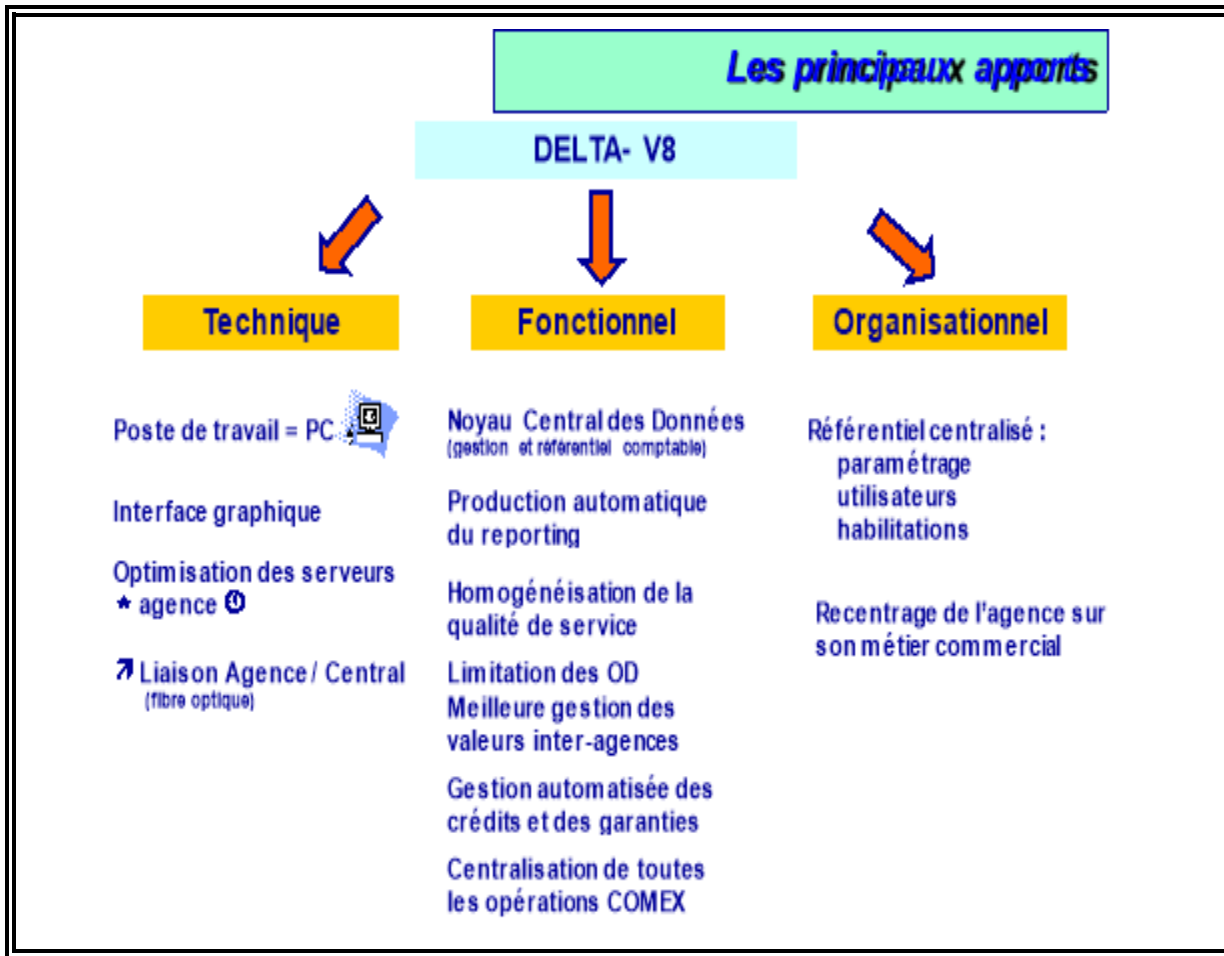 Les principaux apports
DELTA- V8
Technique
Poste de travail = PC
Interface graphique
Optimisation des serveurs
* agence
Liaison Agence / Central
(fibre optique)
Fonctionnel
Noyau Central des Données
(gestion et référentiel comptable)
Production automatique
du reporting
Homogénéisation de la
qualité de service
Limitation des OD
Meilleure gestion des
valeurs inter-agences
Gestion automatisée des
crédits et des garanties
Centralisation de toutes
les opérations COMEX
Organisationnel
Référentiel centralisé :
paramétrage
utilisateurs
habilitations
Recentrage de l'agence sur
son métier commercial